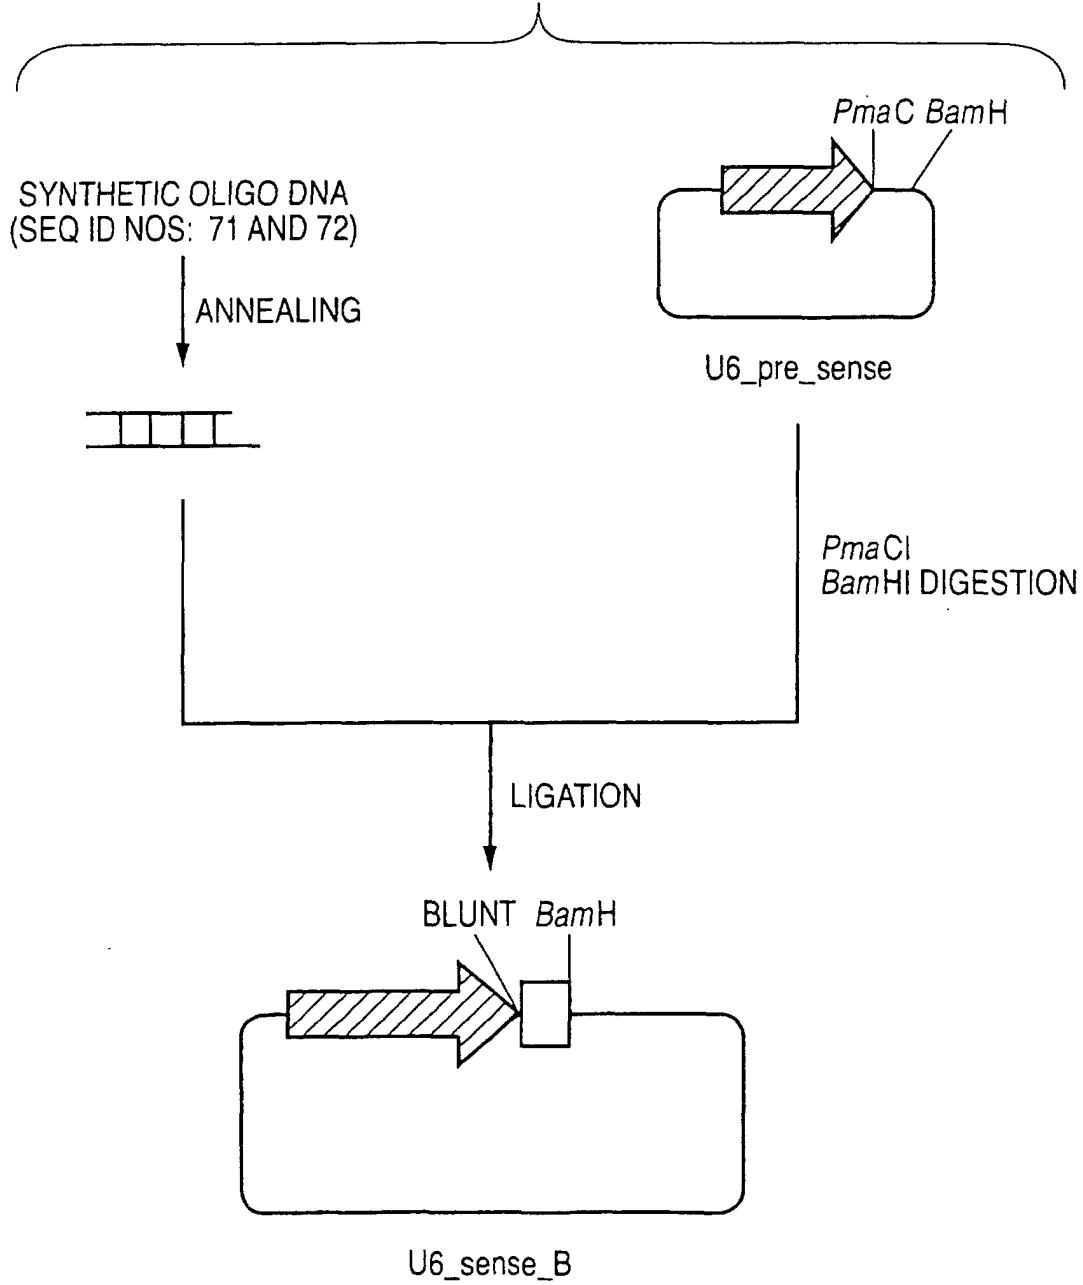 SYNTHETIC OLIGO DNA
(SEQ ID NOS: 71 AND 72)
ANNEALING
PmaC BamH
U6_pre_sense
PmaCI
BamHI DIGESTION
LIGATION
BLUNT BamH
U6_sense_B